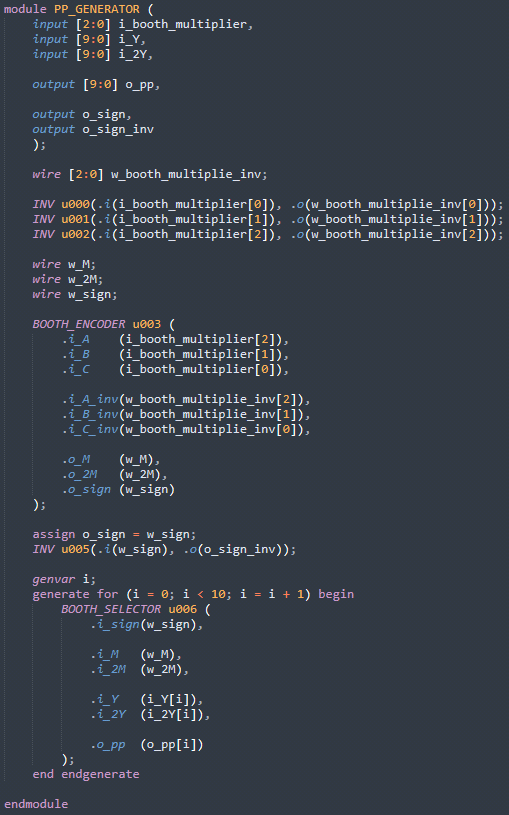 module PP_GENERATOR (
    input [2:0] i_booth_multiplier,
    input [9:0] i_Y,
    input [9:0] i_2Y,

    output [9:0] o_pp,

    output o_sign,
    output o_sign_inv
    );

    wire [2:0] w_booth_multiplie_inv;

    INV u000(.i(i_booth_multiplier[0]), .o(w_booth_multiplie_inv[0]));
    INV u001(.i(i_booth_multiplier[1]), .o(w_booth_multiplie_inv[1]));
    INV u002(.i(i_booth_multiplier[2]), .o(w_booth_multiplie_inv[2]));

    wire w_M;
    wire w_2M;
    wire w_sign;

    BOOTH_ENCODER u003 (
        .i_A    (i_booth_multiplier[2]),
        .i_B    (i_booth_multiplier[1]),
        .i_C    (i_booth_multiplier[0]),

        .i_A_inv(w_booth_multiplie_inv[2]),
        .i_B_inv(w_booth_multiplie_inv[1]),
        .i_C_inv(w_booth_multiplie_inv[0]),

        .o_M    (w_M),
        .o_2M   (w_2M),
        .o_sign (w_sign)
    );

    assign o_sign = w_sign;
    INV u005(.i(w_sign), .o(o_sign_inv));

    genvar i;
    generate for (i = 0; i < 10; i = i + 1) begin
        BOOTH_SELECTOR u006 (
            .i_sign(w_sign),

            .i_M   (w_M),
            .i_2M  (w_2M),

            .i_Y   (i_Y[i]),
            .i_2Y  (i_2Y[i]),

            .o_pp  (o_pp[i])
        );
    end endgenerate

endmodule